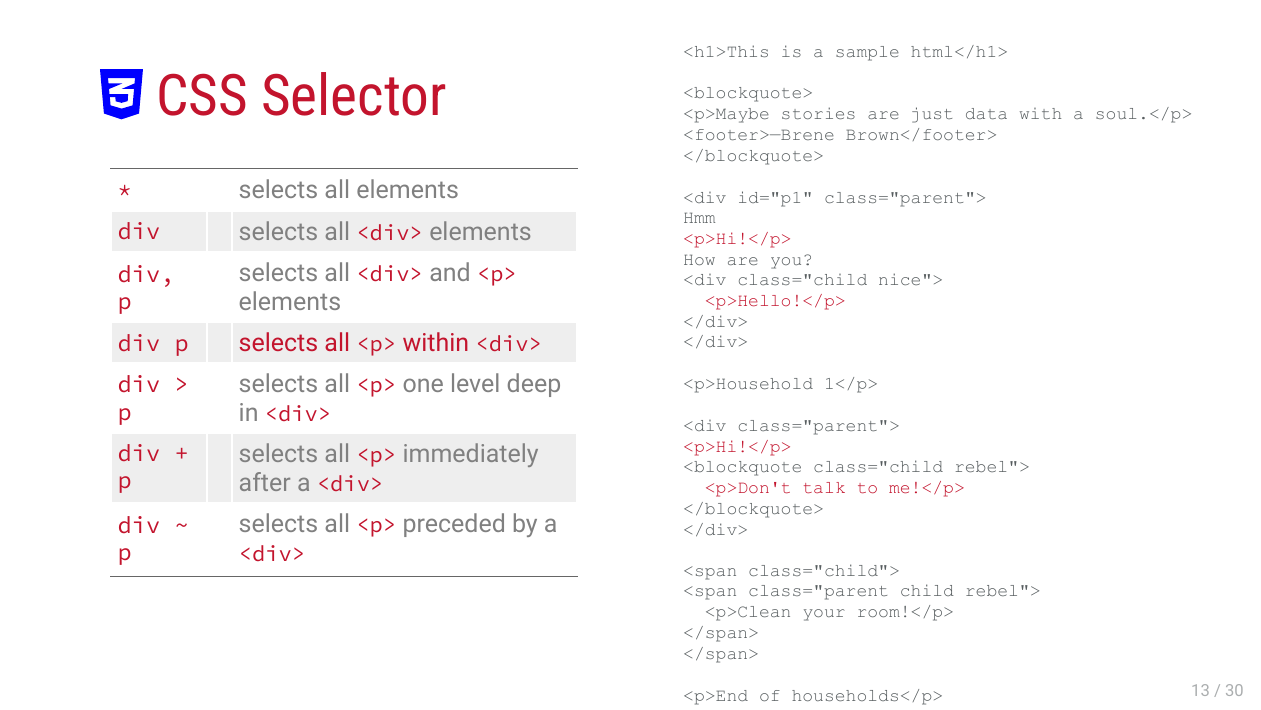 CSS Selector
* selects all elements
div selects all <div> elements
div, selects all <div> and <p>
p elements
div p selects all <p> within <div>
div > selects all <p> one level deep
p in <div>
div + selects all <p> immediately
p after a <div>
div ~ selects all <p> preceded by a
p <div>
<h1>This is a sample html</h1>
<blockquote>
<p>Maybe stories are just data with a soul.</p>
<footer>—Brene Brown</footer>
</blockquote>
<div id="p1" class="parent">
Hmm
<p>Hi!</p>
How are you?
<div class="child nice">
<p>Hello!</p>
</div>
</div>
<p>Household 1</p>
<div class="parent">
<p>Hi!</p>
<blockquote class="child rebel">
<p>Don't talk to me!</p>
</blockquote>
</div>
<span class="child">
<span class="parent child rebel">
<p>Clean your room!</p>
</span>
</span>
<p>End of households</p>
13 / 30